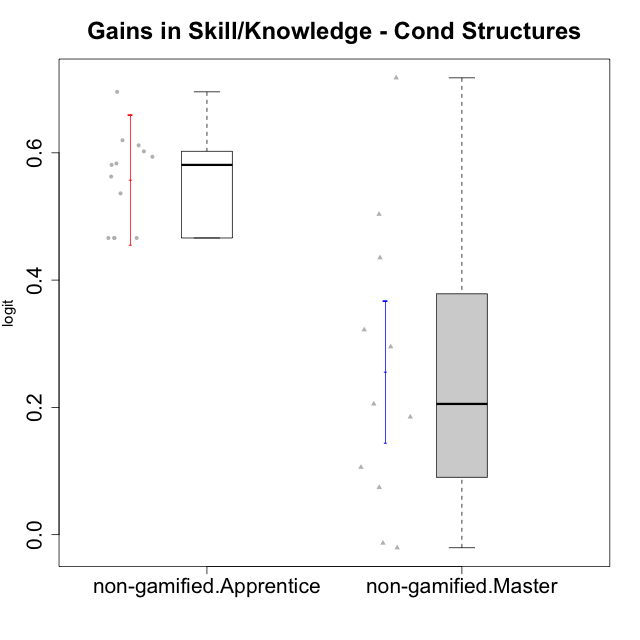 Gains in Skill/Knowledge - Cond Structures
0.6
0.4
0.2
0.0
logit
non-gamified.Apprentice
non-gamified.Master